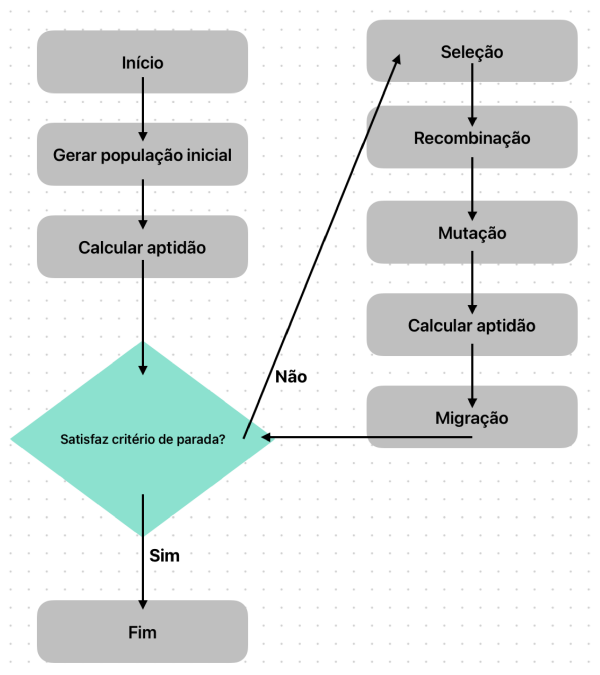 Início
Gerar população inicial
Calcular aptidão
Satisfaz critério de parada?
Sim
Fim
Não
Seleção
Recombinação
Mutação
Calcular aptidão
Migração